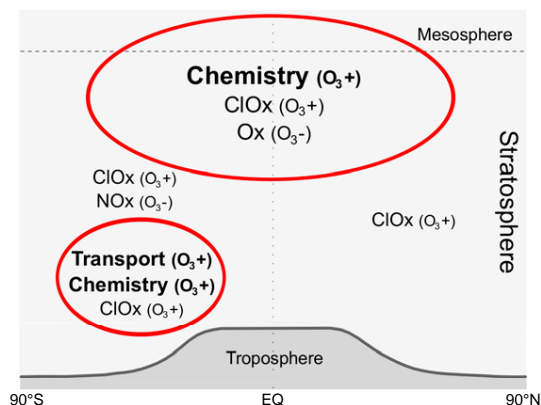 Mesosphere
Chemistry (O₃+)
ClOx (O₃+)
Ox (O₃-)
ClOx (O₃+)
NOx (O₃-)
ClOx (O₃+)
Stratosphere
Transport (O₃+)
Chemistry (O₃+)
ClOx (O₃+)
Troposphere
90°S EQ 90°N